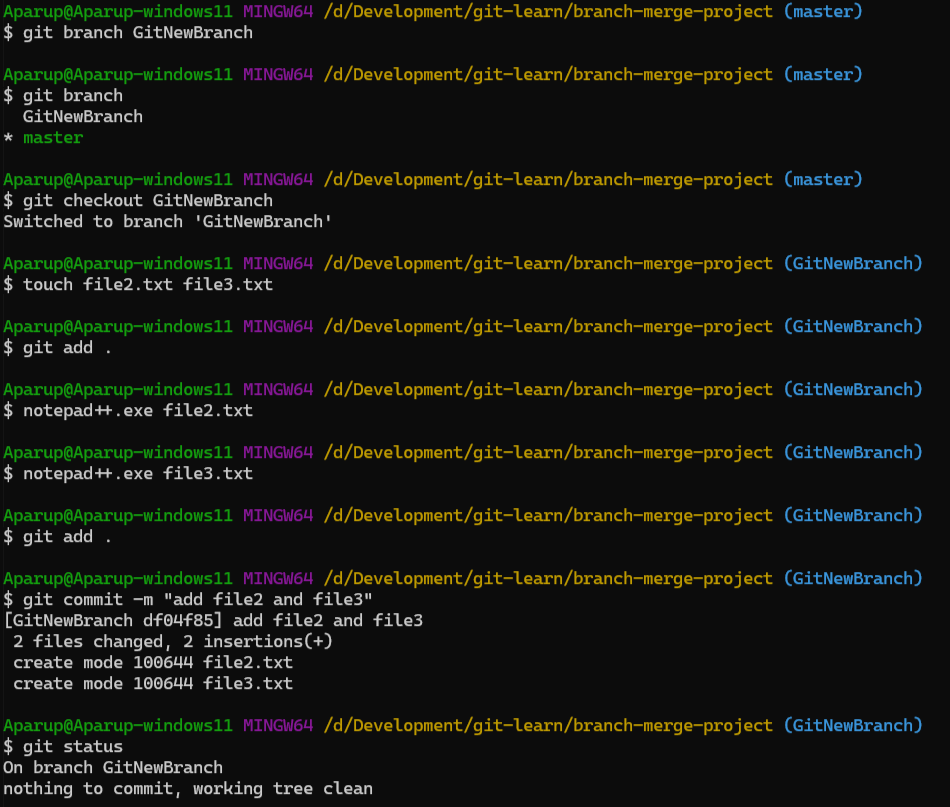 Aparup@Aparup-windows11 MINGW64 /d/Development/git-learn/branch-merge-project (master)
$ git branch GitNewBranch
Aparup@Aparup-windows11 MINGW64 /d/Development/git-learn/branch-merge-project (master)
$ git branch
  GitNewBranch
* master
Aparup@Aparup-windows11 MINGW64 /d/Development/git-learn/branch-merge-project (master)
$ git checkout GitNewBranch
Switched to branch 'GitNewBranch'
Aparup@Aparup-windows11 MINGW64 /d/Development/git-learn/branch-merge-project (GitNewBranch)
$ touch file2.txt file3.txt
Aparup@Aparup-windows11 MINGW64 /d/Development/git-learn/branch-merge-project (GitNewBranch)
$ git add .
Aparup@Aparup-windows11 MINGW64 /d/Development/git-learn/branch-merge-project (GitNewBranch)
$ notepad++.exe file2.txt
Aparup@Aparup-windows11 MINGW64 /d/Development/git-learn/branch-merge-project (GitNewBranch)
$ notepad++.exe file3.txt
Aparup@Aparup-windows11 MINGW64 /d/Development/git-learn/branch-merge-project (GitNewBranch)
$ git add .
Aparup@Aparup-windows11 MINGW64 /d/Development/git-learn/branch-merge-project (GitNewBranch)
$ git commit -m "add file2 and file3"
[GitNewBranch df04f85] add file2 and file3
 2 files changed, 2 insertions(+)
 create mode 100644 file2.txt
 create mode 100644 file3.txt
Aparup@Aparup-windows11 MINGW64 /d/Development/git-learn/branch-merge-project (GitNewBranch)
$ git status
On branch GitNewBranch
nothing to commit, working tree clean